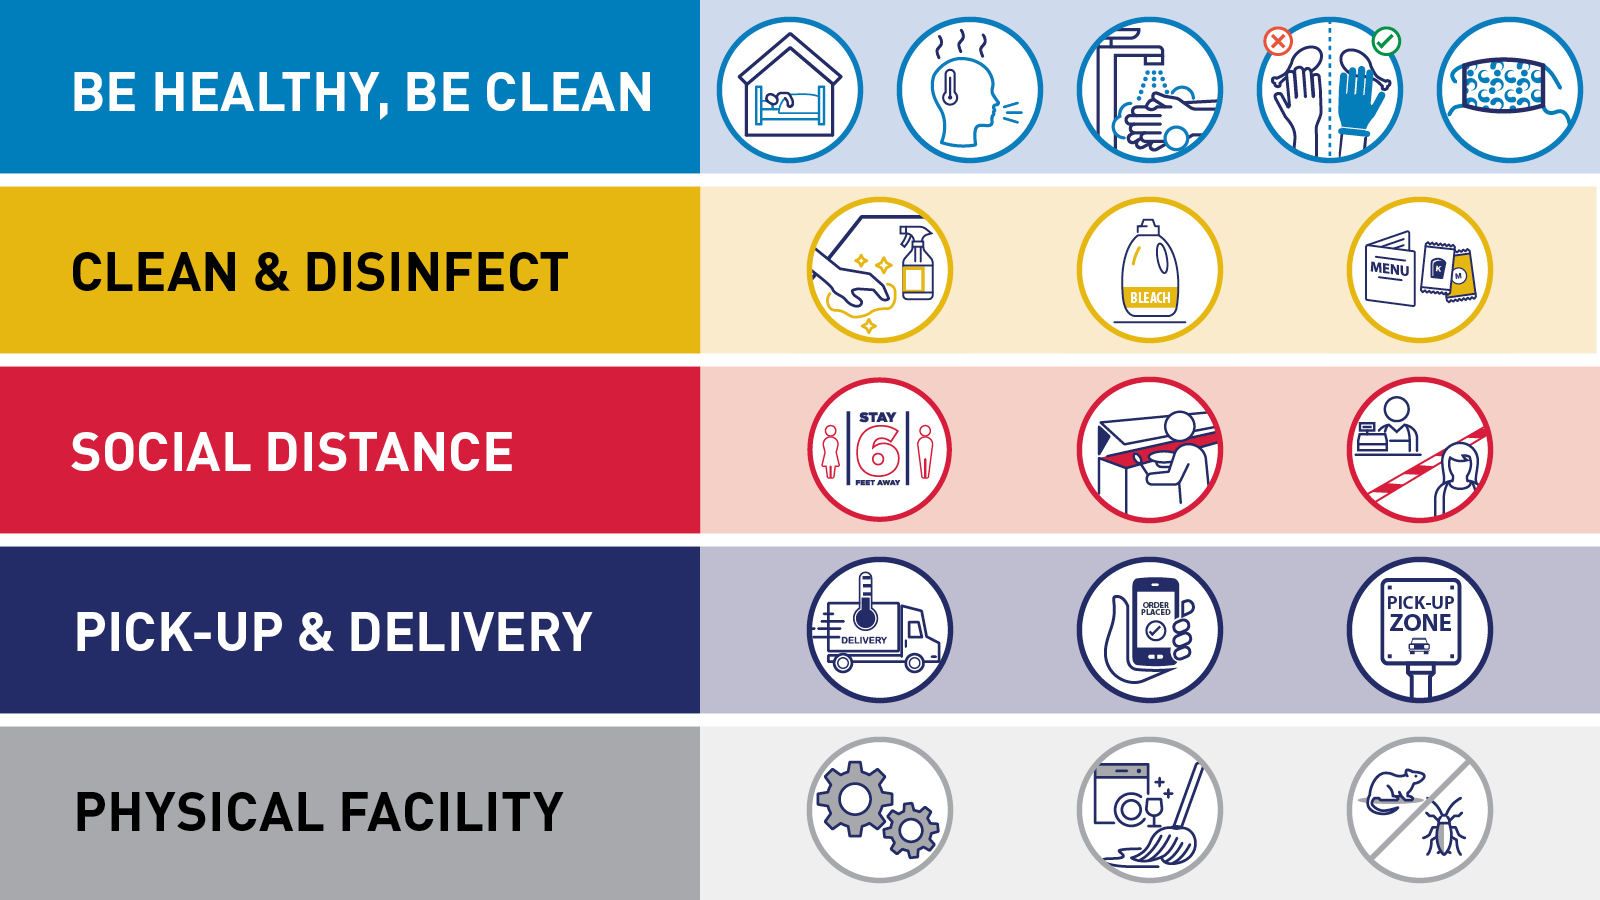 BE HEALTHY, BE CLEAN
CLEAN & DISINFECT
BLEACH
MENU
K
M
SOCIAL DISTANCE
STAY
6
FEET AWAY
PICK-UP & DELIVERY
DELIVERY
ORDER
PLACED
PICK-UP
ZONE
PHYSICAL FACILITY